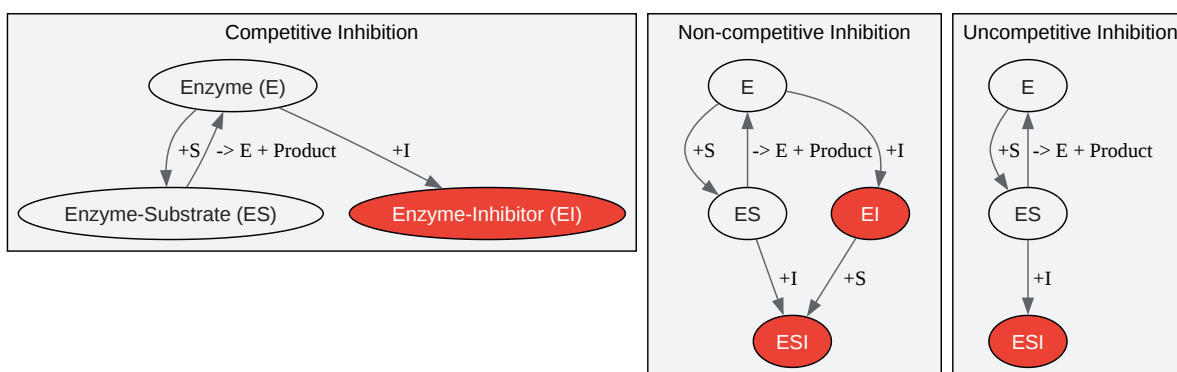 Competitive Inhibition
Enzyme (E)
+S
-> E + Product
+I
Enzyme-Substrate (ES)
Enzyme-Inhibitor (EI)
Non-competitive Inhibition
E
+S
-> E + Product
+I
ES
EI
+I
+S
ESI
Uncompetitive Inhibition
E
+S
-> E + Product
ES
+I
ESI